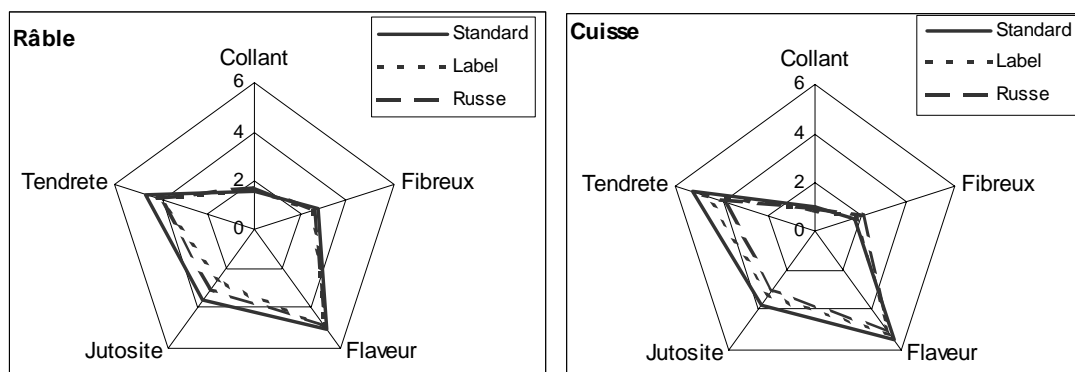 Râble
Standard
Label
Russe
Collant
6
4
2
0
Tendrete
Fibreux
Jutosite
Flaveur
Cuisse
Standard
Label
Russe
Collant
6
4
2
0
Tendrete
Fibreux
Jutosite
Flaveur